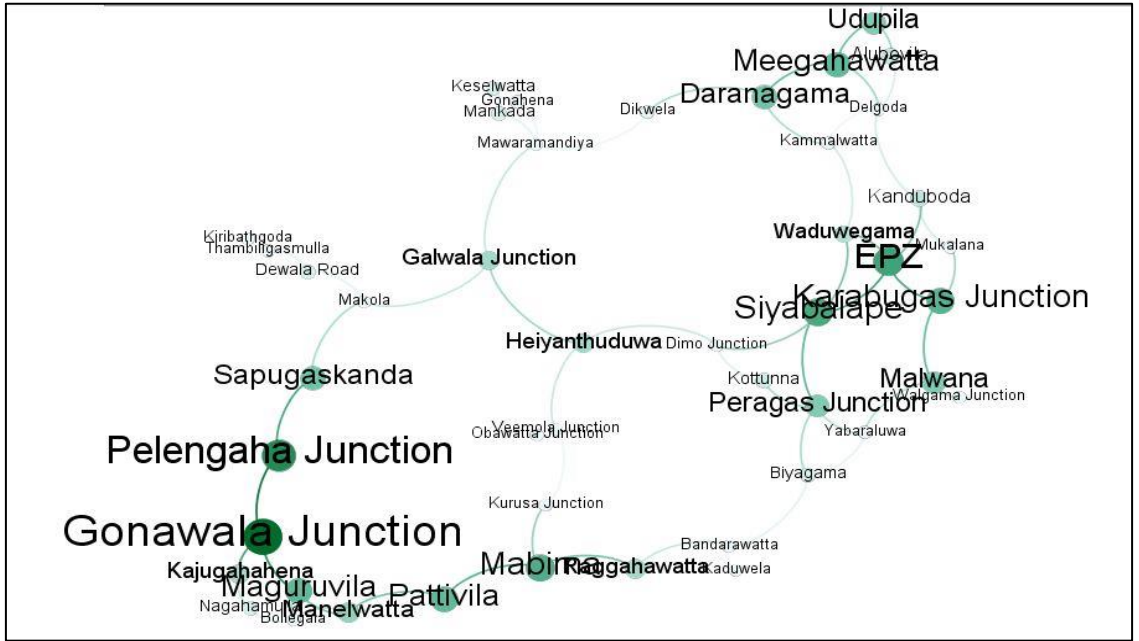 Udupila
Alubovila
Meegahawatta
Keselwatta
Daranagama
Gonahena
Mankada
Dikwela
Delgoda
Mawaramandiya
Kammalwatta
Kanduboda
Kiribathgoda
Waduwegama
Thambiligasmulla
Mukalana
Galwala Junction
EPZ
Dewala Road
Makola
Karabugas Junction
Siyabalape
Heiyanthuduwa
Dimo Junction
Sapugaskanda
Kottunna
Malwana
Walgama Junction
Peragas Junction
Veemola Junction
Obawatta Junction
Yabaraluwa
Pelengaha Junction
Biyagama
Kurusa Junction
Gonawala Junction
Bandarawatta
Mabima
Raggahawatta
Kaduwela
Kajugahahena
Maguruvila
Pattivila
Nagahamulla
Manelwatta
Bollegala